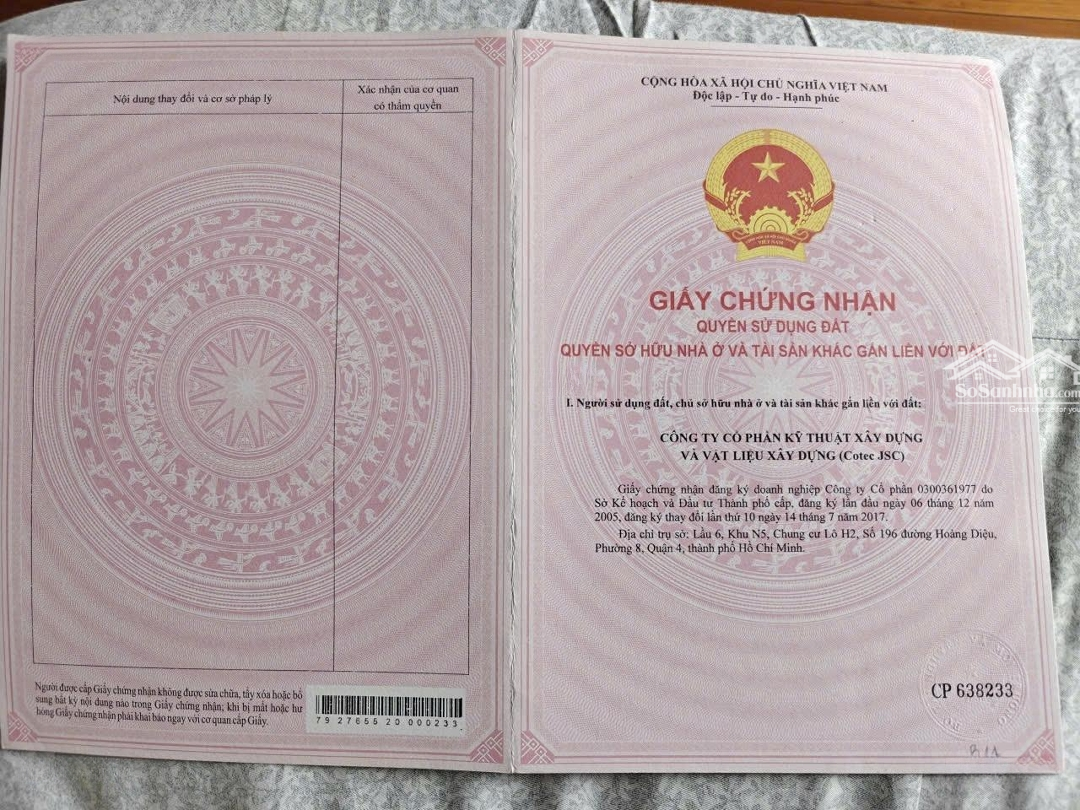 Nội dung thay đổi và cơ sở pháp lý
Xác nhận của cơ quan
có thẩm quyền
Người được cấp Giấy chứng nhận không được sửa chữa, tẩy xóa hoặc bổ
sung bất kỳ nội dung nào trong Giấy chứng nhận; khi bị mất hoặc hư
hỏng Giấy chứng nhận phải khai báo ngay với cơ quan cấp Giấy.
79 27655 20 000233
CỘNG HÒA XÃ HỘI CHỦ NGHĨA VIỆT NAM
Độc lập - Tự do - Hạnh phúc
VIỆT NAM
GIẤY CHỨNG NHẬN
QUYỀN SỬ DỤNG ĐẤT
QUYỀN SỞ HỮU NHÀ Ở VÀ TÀI SẢN KHÁC GẮN LIỀN VỚI ĐẤT
SoSanhnha.com
Great choice for you
I. Người sử dụng đất, chủ sở hữu nhà ở và tài sản khác gắn liền với đất:
CÔNG TY CỔ PHẦN KỸ THUẬT XÂY DỰNG
VÀ VẬT LIỆU XÂY DỰNG (Cotec JSC)
Giấy chứng nhận đăng ký doanh nghiệp Công ty Cổ phần 0300361977 do
Sở Kế hoạch và Đầu tư Thành phố cấp, đăng ký lần đầu ngày 06 tháng 12 năm
2005, đăng ký thay đổi lần thứ 10 ngày 14 tháng 7 năm 2017.
Địa chỉ trụ sở: Lầu 6, Khu N5, Chung cư Lô H2, Số 196 đường Hoàng Diệu,
Phường 8, Quận 4, thành phố Hồ Chí Minh.
CP 638233